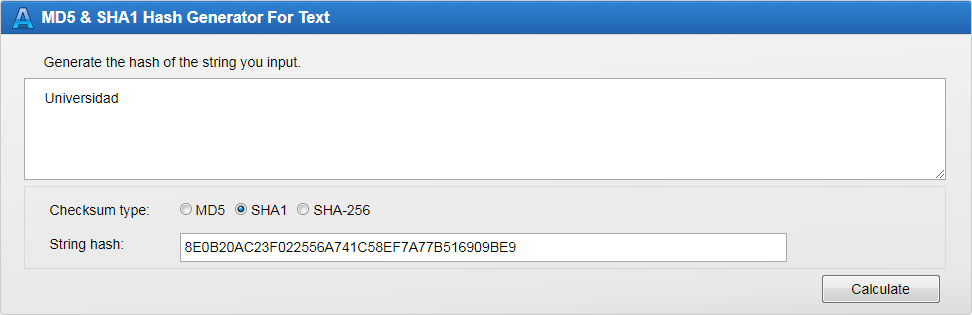 MD5 & SHA1 Hash Generator For Text
Generate the hash of the string you input.
Universidad
Checksum type: MD5 SHA1 SHA-256
String hash: 8E0B20AC23F022556A741C58EF7A77B516909BE9
Calculate